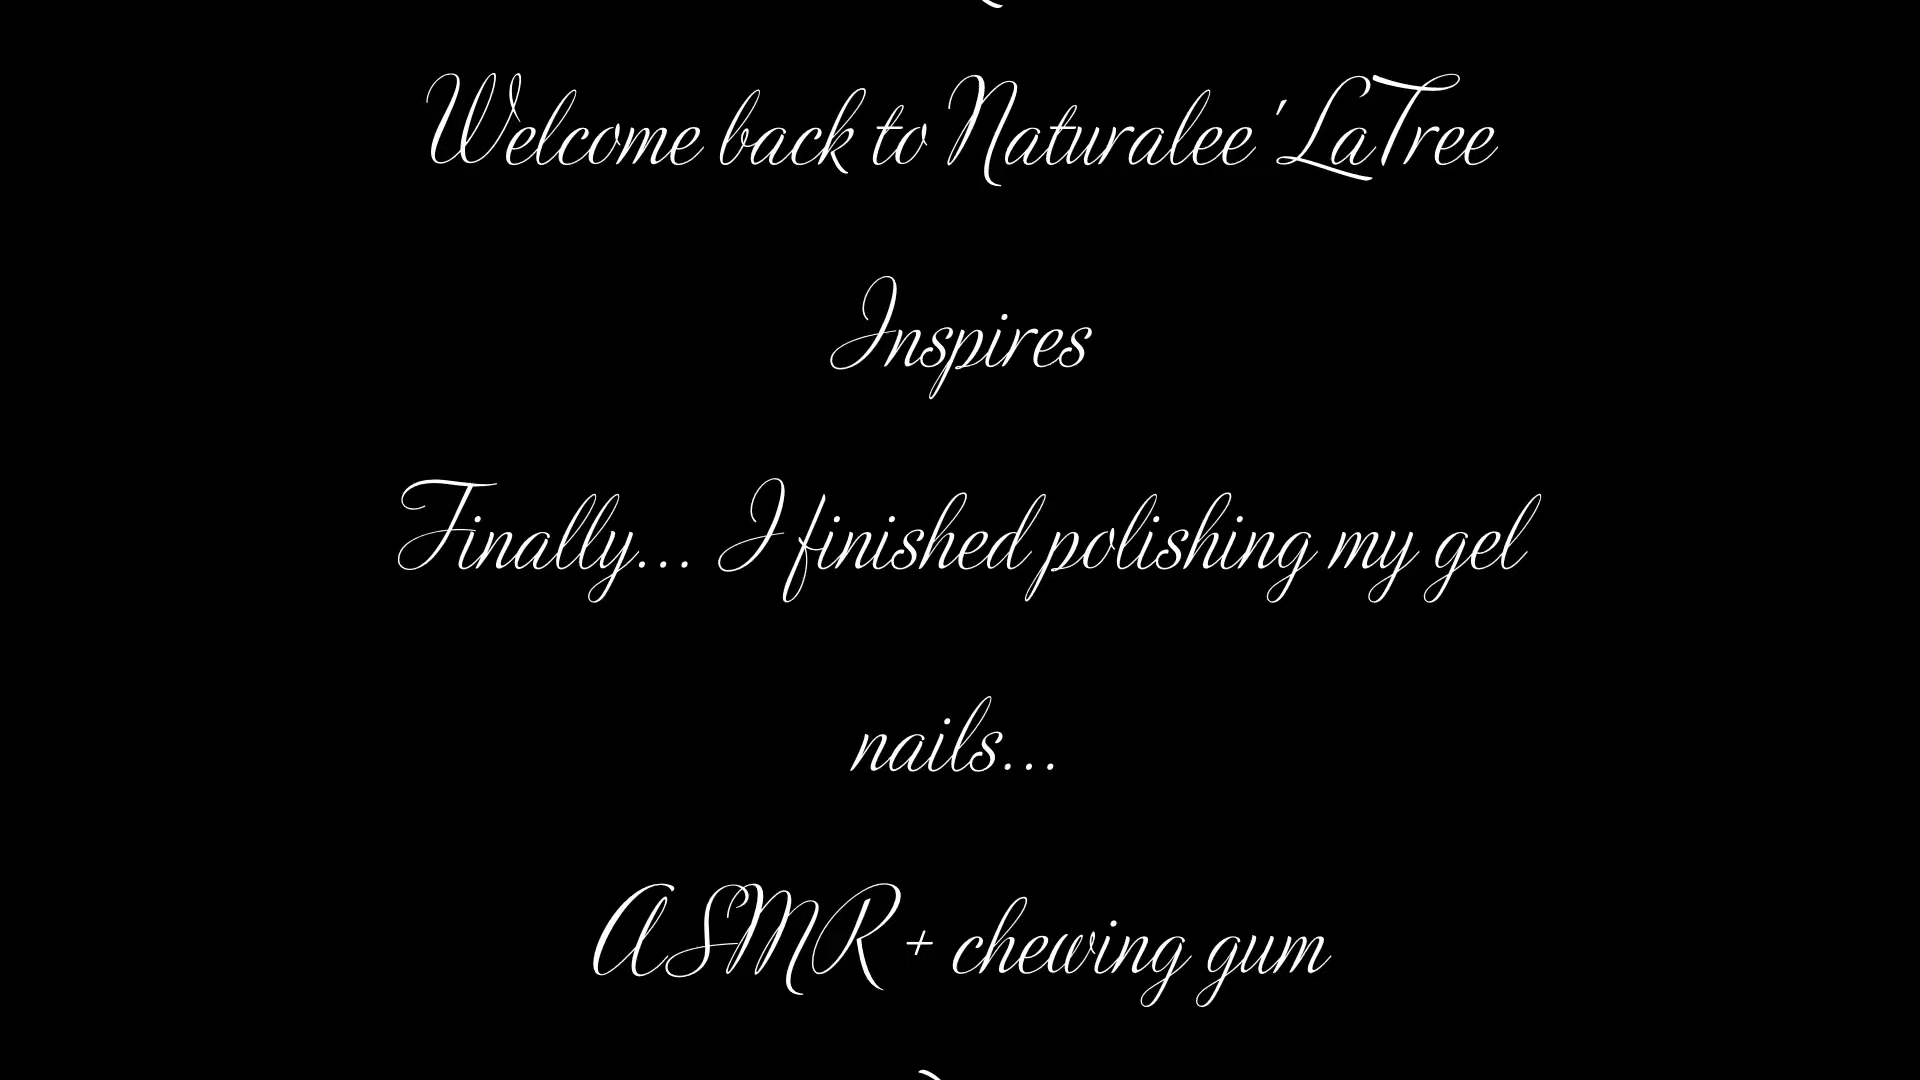 Welcome back to Naturalee' LaTree
Inspires
Finally... I finished polishing my gel
nails...
ASMR + chewing gum